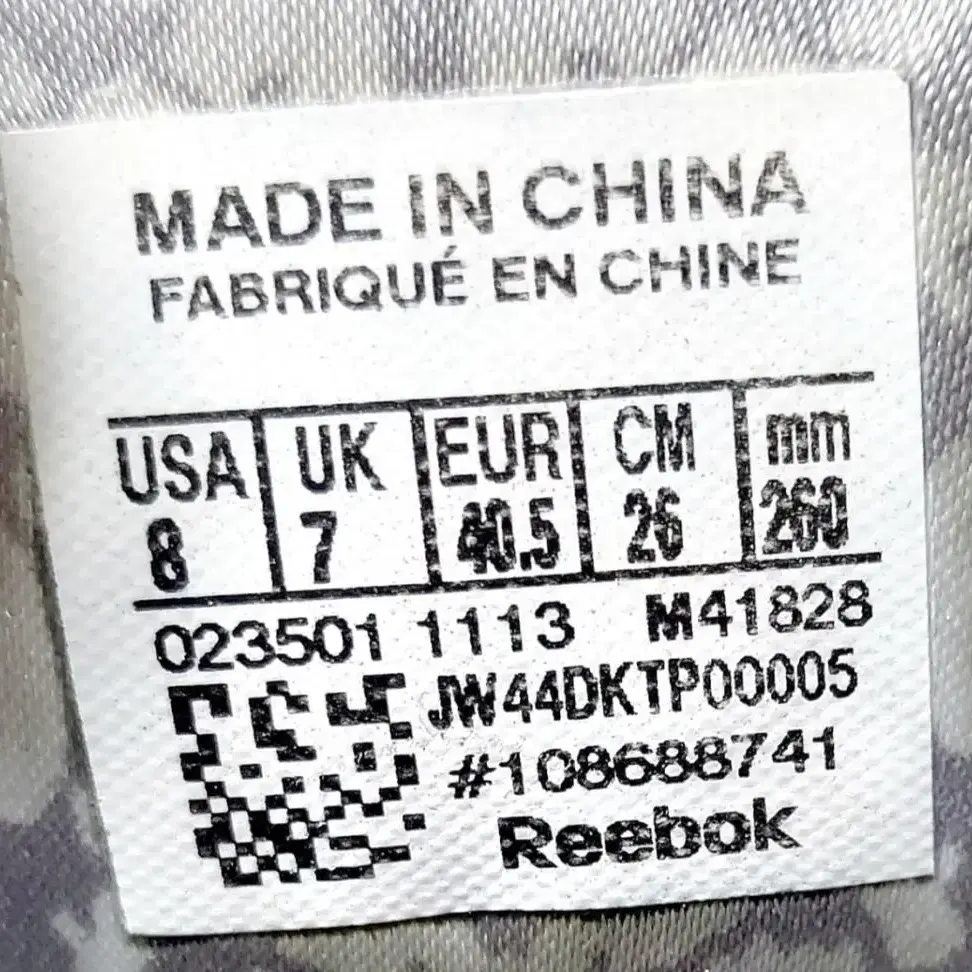 MADE IN CHINA
FABRIQUÉ EN CHINE
USA UK EUR CM mm
8 7 40.5 26 260
023501 1113 M41828
JW44DKTP00005
#108688741
Reebok